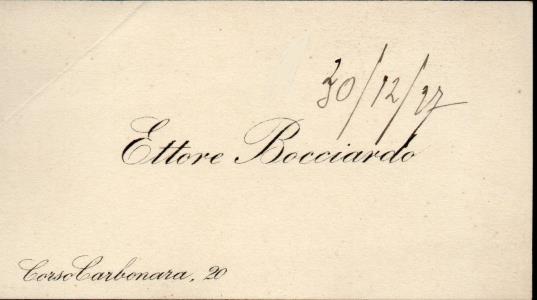 30/12/27
Ettore Bocciardo
Corso Carbonara, 20